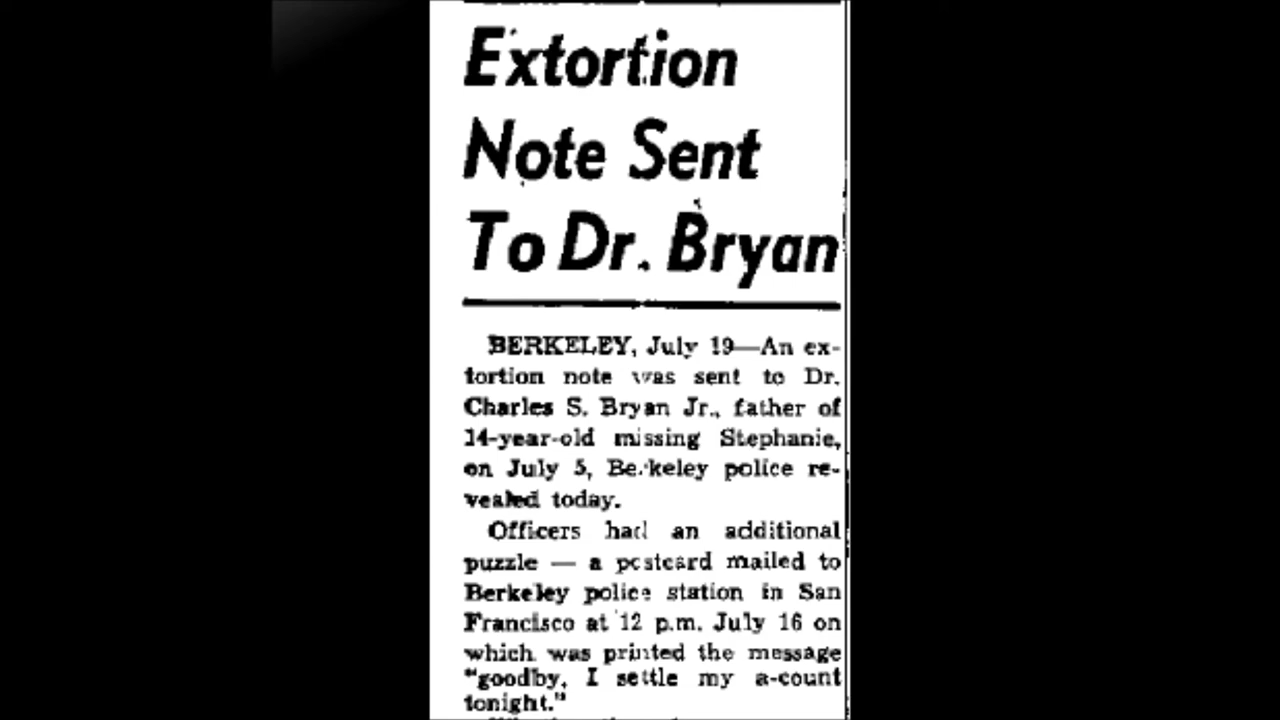 Extortion
Note Sent
To Dr. Bryan
BERKELEY, July 19—An ex-
tortion note was sent to Dr.
Charles S. Bryan Jr., father of
14-year-old missing Stephanie,
on July 5, Berkeley police re-
vealed today.
Officers had an additional
puzzle — a postcard mailed to
Berkeley police station in San
Francisco at 12 p.m. July 16 on
which was printed the message
"goodby, I settle my a-count
tonight."